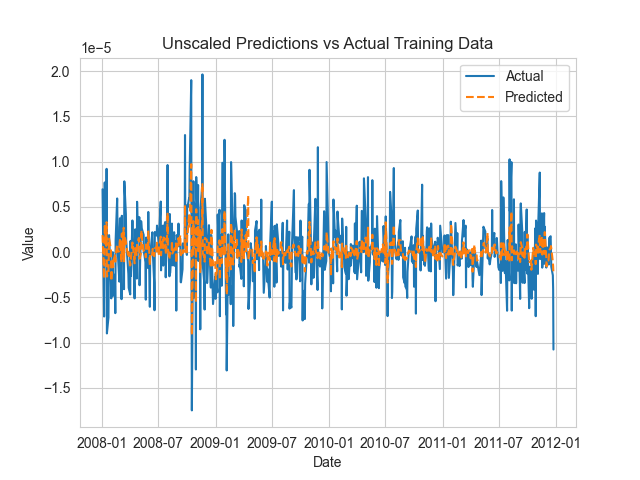 Unscaled Predictions vs Actual Training Data
1e−5
2.0
1.5
1.0
0.5
0.0
−0.5
−1.0
−1.5
Value
Actual
Predicted
2008-01 2008-07 2009-01 2009-07 2010-01 2010-07 2011-01 2011-07 2012-01
Date